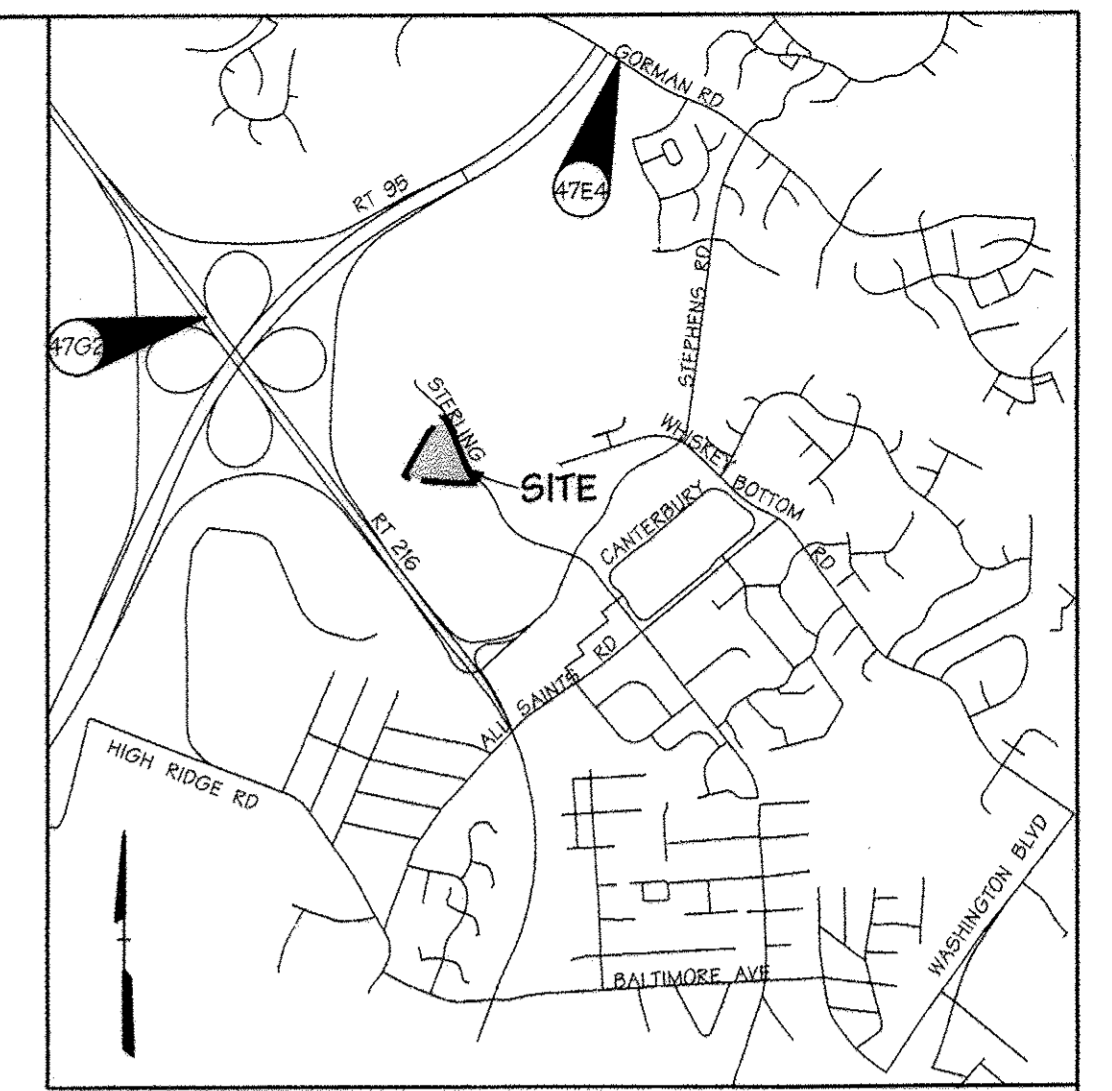 GORMAN RD
RT 95
47E4
STEPHENS RD
47G2
STERLING
WHISKEY BOTTOM RD
SITE
CANTERBURY
RT 216
ALL SAINTS RD
HIGH RIDGE RD
WASHINGTON BLVD
BALTIMORE AVE